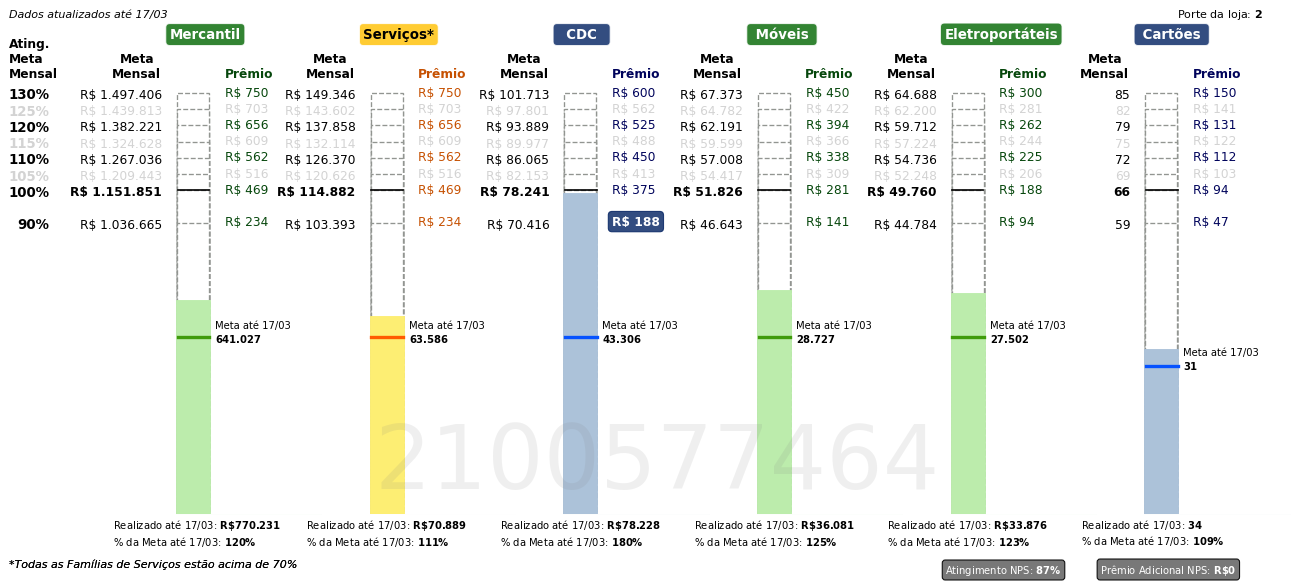 Dados atualizados até 17/03
Porte da loja: 2
Mercantil Serviços* CDC Móveis Eletroportáteis Cartões
Ating. Meta Mensal
Meta Mensal Prêmio Meta Mensal Prêmio Meta Mensal Prêmio Meta Mensal Prêmio Meta Mensal Prêmio Meta Mensal Prêmio
130% R$ 1.497.406 R$ 750 R$ 149.346 R$ 750 R$ 101.713 R$ 600 R$ 67.373 R$ 450 R$ 64.688 R$ 300 85 R$ 150
125% R$ 1.439.813 R$ 703 R$ 143.602 R$ 703 R$ 97.801 R$ 562 R$ 64.782 R$ 422 R$ 62.200 R$ 281 82 R$ 141
120% R$ 1.382.221 R$ 656 R$ 137.858 R$ 656 R$ 93.889 R$ 525 R$ 62.191 R$ 394 R$ 59.712 R$ 262 79 R$ 131
115% R$ 1.324.628 R$ 609 R$ 132.114 R$ 609 R$ 89.977 R$ 488 R$ 59.599 R$ 366 R$ 57.224 R$ 244 75 R$ 122
110% R$ 1.267.036 R$ 562 R$ 126.370 R$ 562 R$ 86.065 R$ 450 R$ 57.008 R$ 338 R$ 54.736 R$ 225 72 R$ 112
105% R$ 1.209.443 R$ 516 R$ 120.626 R$ 516 R$ 82.153 R$ 413 R$ 54.417 R$ 309 R$ 52.248 R$ 206 69 R$ 103
100% R$ 1.151.851 R$ 469 R$ 114.882 R$ 469 R$ 78.241 R$ 375 R$ 51.826 R$ 281 R$ 49.760 R$ 188 66 R$ 94
90% R$ 1.036.665 R$ 234 R$ 103.393 R$ 234 R$ 70.416 R$ 188 R$ 46.643 R$ 141 R$ 44.784 R$ 94 59 R$ 47
Meta até 17/03 Meta até 17/03 Meta até 17/03 Meta até 17/03 Meta até 17/03
641.027 63.586 43.306 28.727 27.502
Meta até 17/03
31
2100577464
Realizado até 17/03: R$770.231 Realizado até 17/03: R$70.889 Realizado até 17/03: R$78.228 Realizado até 17/03: R$36.081 Realizado até 17/03: R$33.876 Realizado até 17/03: 34
% da Meta até 17/03: 120% % da Meta até 17/03: 111% % da Meta até 17/03: 180% % da Meta até 17/03: 125% % da Meta até 17/03: 123% % da Meta até 17/03: 109%
*Todas as Famílias de Serviços estão acima de 70%
Atingimento NPS: 87% Prêmio Adicional NPS: R$0